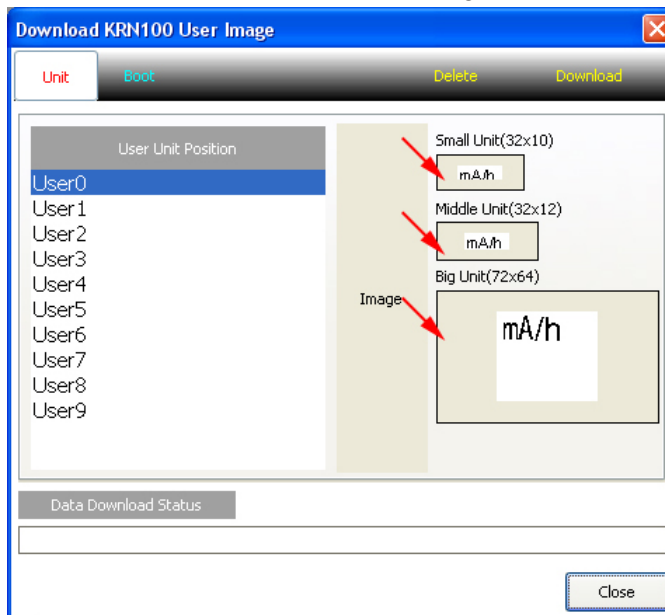 Download KRN100 User Image
Unit Boot Delete Download
User Unit Position
User0
User1
User2
User3
User4
User5
User6
User7
User8
User9
Image
Small Unit(32x10)
mA/h
Middle Unit(32x12)
mA/h
Big Unit(72x64)
mA/h
Data Download Status
Close